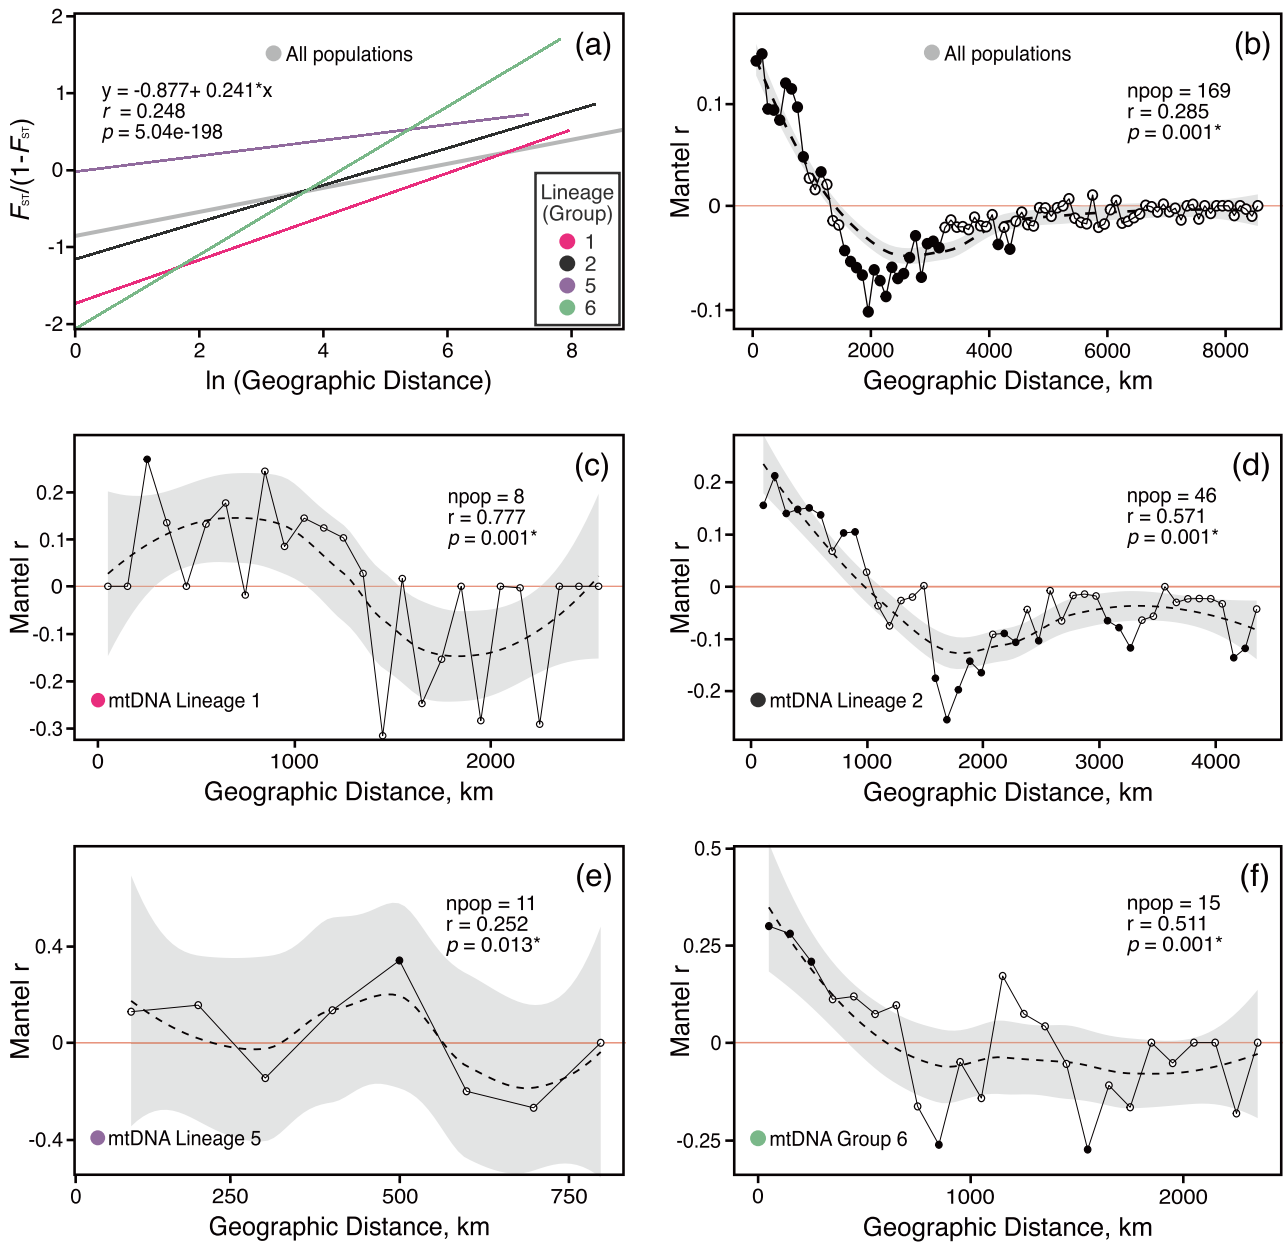 (a)
All populations
y = -0.877+ 0.241*x
r = 0.248
p = 5.04e-198
2
1
0
-1
-2
FST/(1-FST)
Lineage
(Group)
1
2
5
6
0 2 4 6 8
ln (Geographic Distance)
(b)
All populations
npop = 169
r = 0.285
p = 0.001*
0.1
0
-0.1
Mantel r
0 2000 4000 6000 8000
Geographic Distance, km
(c)
npop = 8
r = 0.777
p = 0.001*
0.2
0.1
0
-0.1
-0.2
-0.3
Mantel r
mtDNA Lineage 1
0 1000 2000
Geographic Distance, km
(d)
npop = 46
r = 0.571
p = 0.001*
0.2
0.1
0
-0.1
-0.2
Mantel r
mtDNA Lineage 2
0 1000 2000 3000 4000
Geographic Distance, km
(e)
npop = 11
r = 0.252
p = 0.013*
0.4
0
-0.4
Mantel r
mtDNA Lineage 5
0 250 500 750
Geographic Distance, km
(f)
npop = 15
r = 0.511
p = 0.001*
0.5
0.25
0
-0.25
Mantel r
mtDNA Group 6
0 1000 2000
Geographic Distance, km